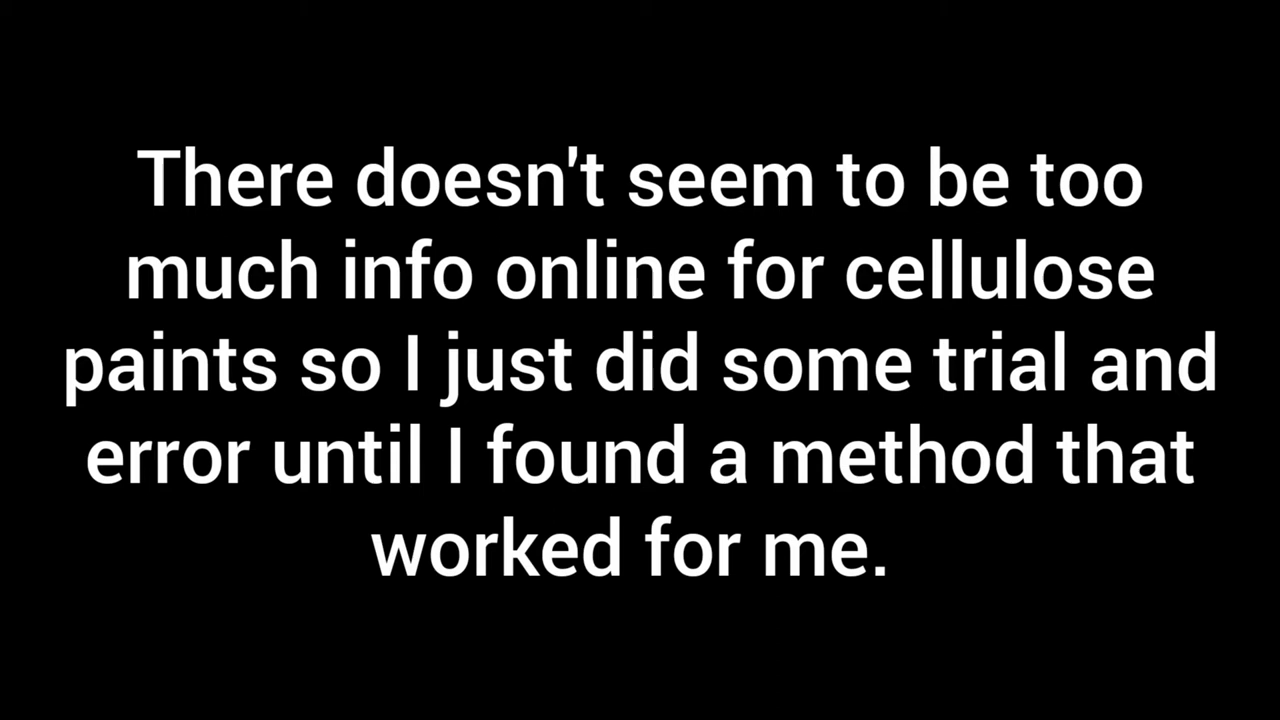 There doesn't seem to be too
much info online for cellulose
paints so I just did some trial and
error until I found a method that
worked for me.